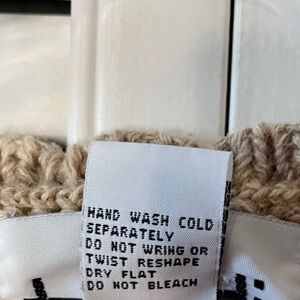 HAND WASH COLD
SEPARATELY
DO NOT WRING OR
TWIST RESHAPE
DRY FLAT
DO NOT BLEACH